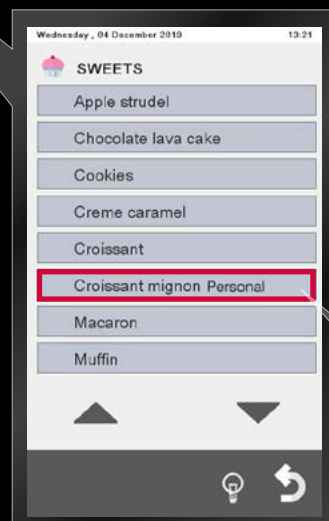 Wednesday , 04 December 2019 13:21
SWEETS
Apple strudel
Chocolate lava cake
Cookies
Creme caramel
Croissant
Croissant mignon Personal
Macaron
Muffin